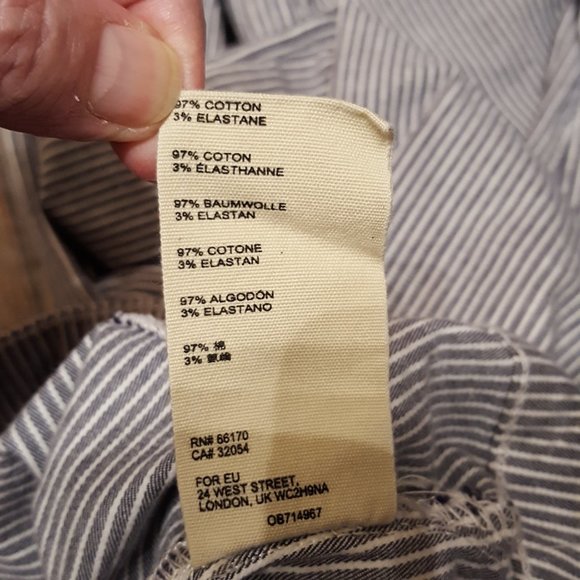 97% COTTON
3% ELASTANE
97% COTON
3% ÉLASTHANNE
97% BAUMWOLLE
3% ELASTAN
97% COTONE
3% ELASTAN
97% ALGODÓN
3% ELASTANO
97% 棉
3%
RN# 66170
CA# 32054
FOR EU
24 WEST STREET,
LONDON, UK WC2H9NA
OB714967